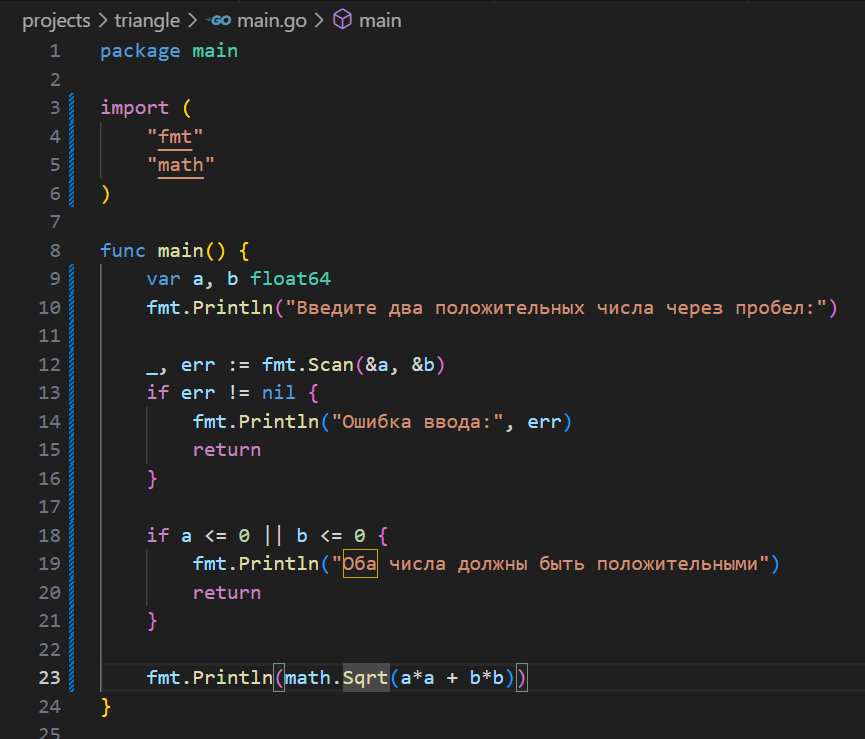 projects > triangle > GO main.go > main
1 package main
2
3 import (
4     "fmt"
5     "math"
6 )
7
8 func main() {
9     var a, b float64
10     fmt.Println("Введите два положительных числа через пробел:")
11
12     _, err := fmt.Scan(&a, &b)
13     if err != nil {
14         fmt.Println("Ошибка ввода:", err)
15         return
16     }
17
18     if a <= 0 || b <= 0 {
19         fmt.Println("Оба числа должны быть положительными")
20         return
21     }
22
23     fmt.Println(math.Sqrt(a*a + b*b))
24 }
25